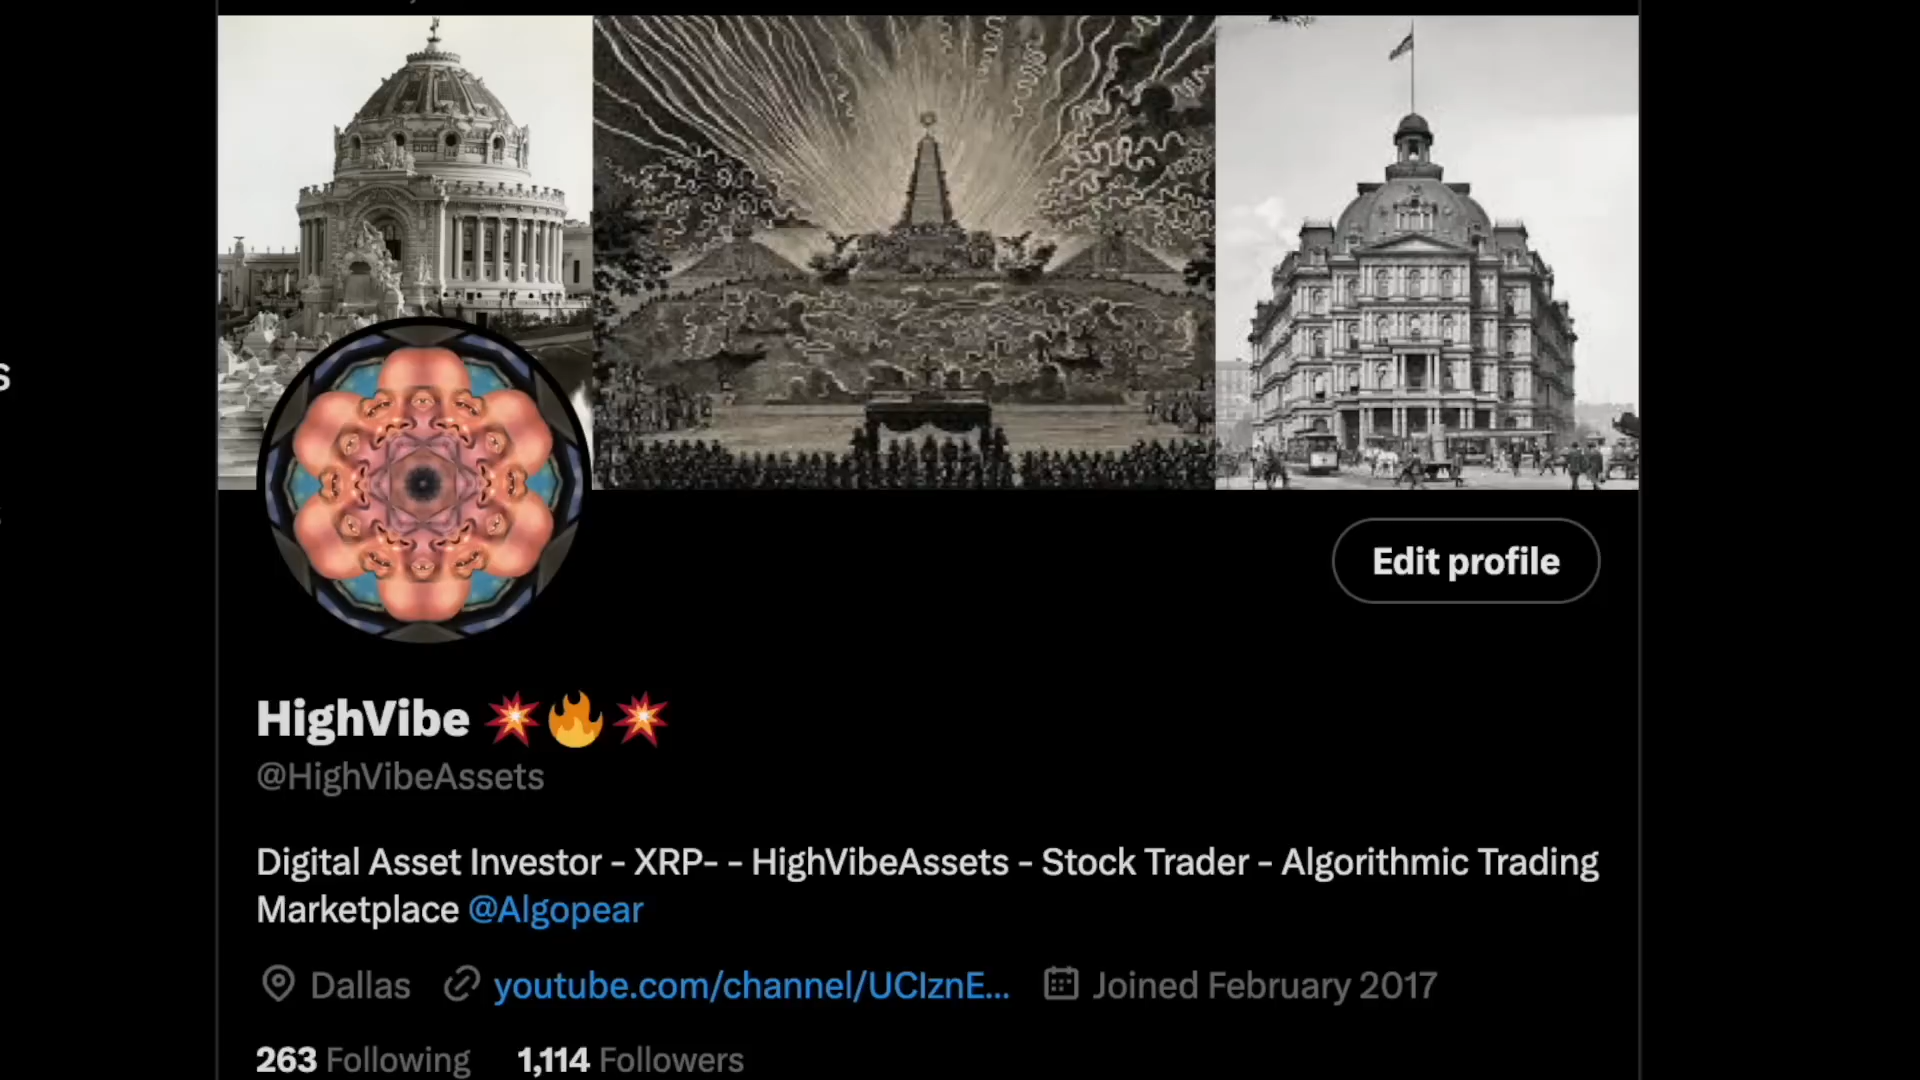 Edit profile
HighVibe 💥🔥💥
@HighVibeAssets
Digital Asset Investor - XRP- - HighVibeAssets - Stock Trader - Algorithmic Trading
Marketplace @Algopear
Dallas youtube.com/channel/UCIznE... Joined February 2017
263 Following 1,114 Followers